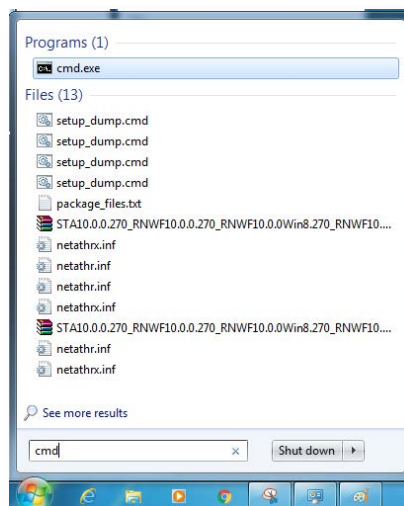 Programs (1)
cmd.exe
Files (13)
setup_dump.cmd
setup_dump.cmd
setup_dump.cmd
setup_dump.cmd
package_files.txt
STA10.0.0.270_RNWF10.0.0.270_RNWF10.0.0Win8.270_RNWF10....
netathrx.inf
netathr.inf
netathr.inf
netathrx.inf
STA10.0.0.270_RNWF10.0.0.270_RNWF10.0.0Win8.270_RNWF10....
netathr.inf
netathrx.inf
See more results
cmd Shut down